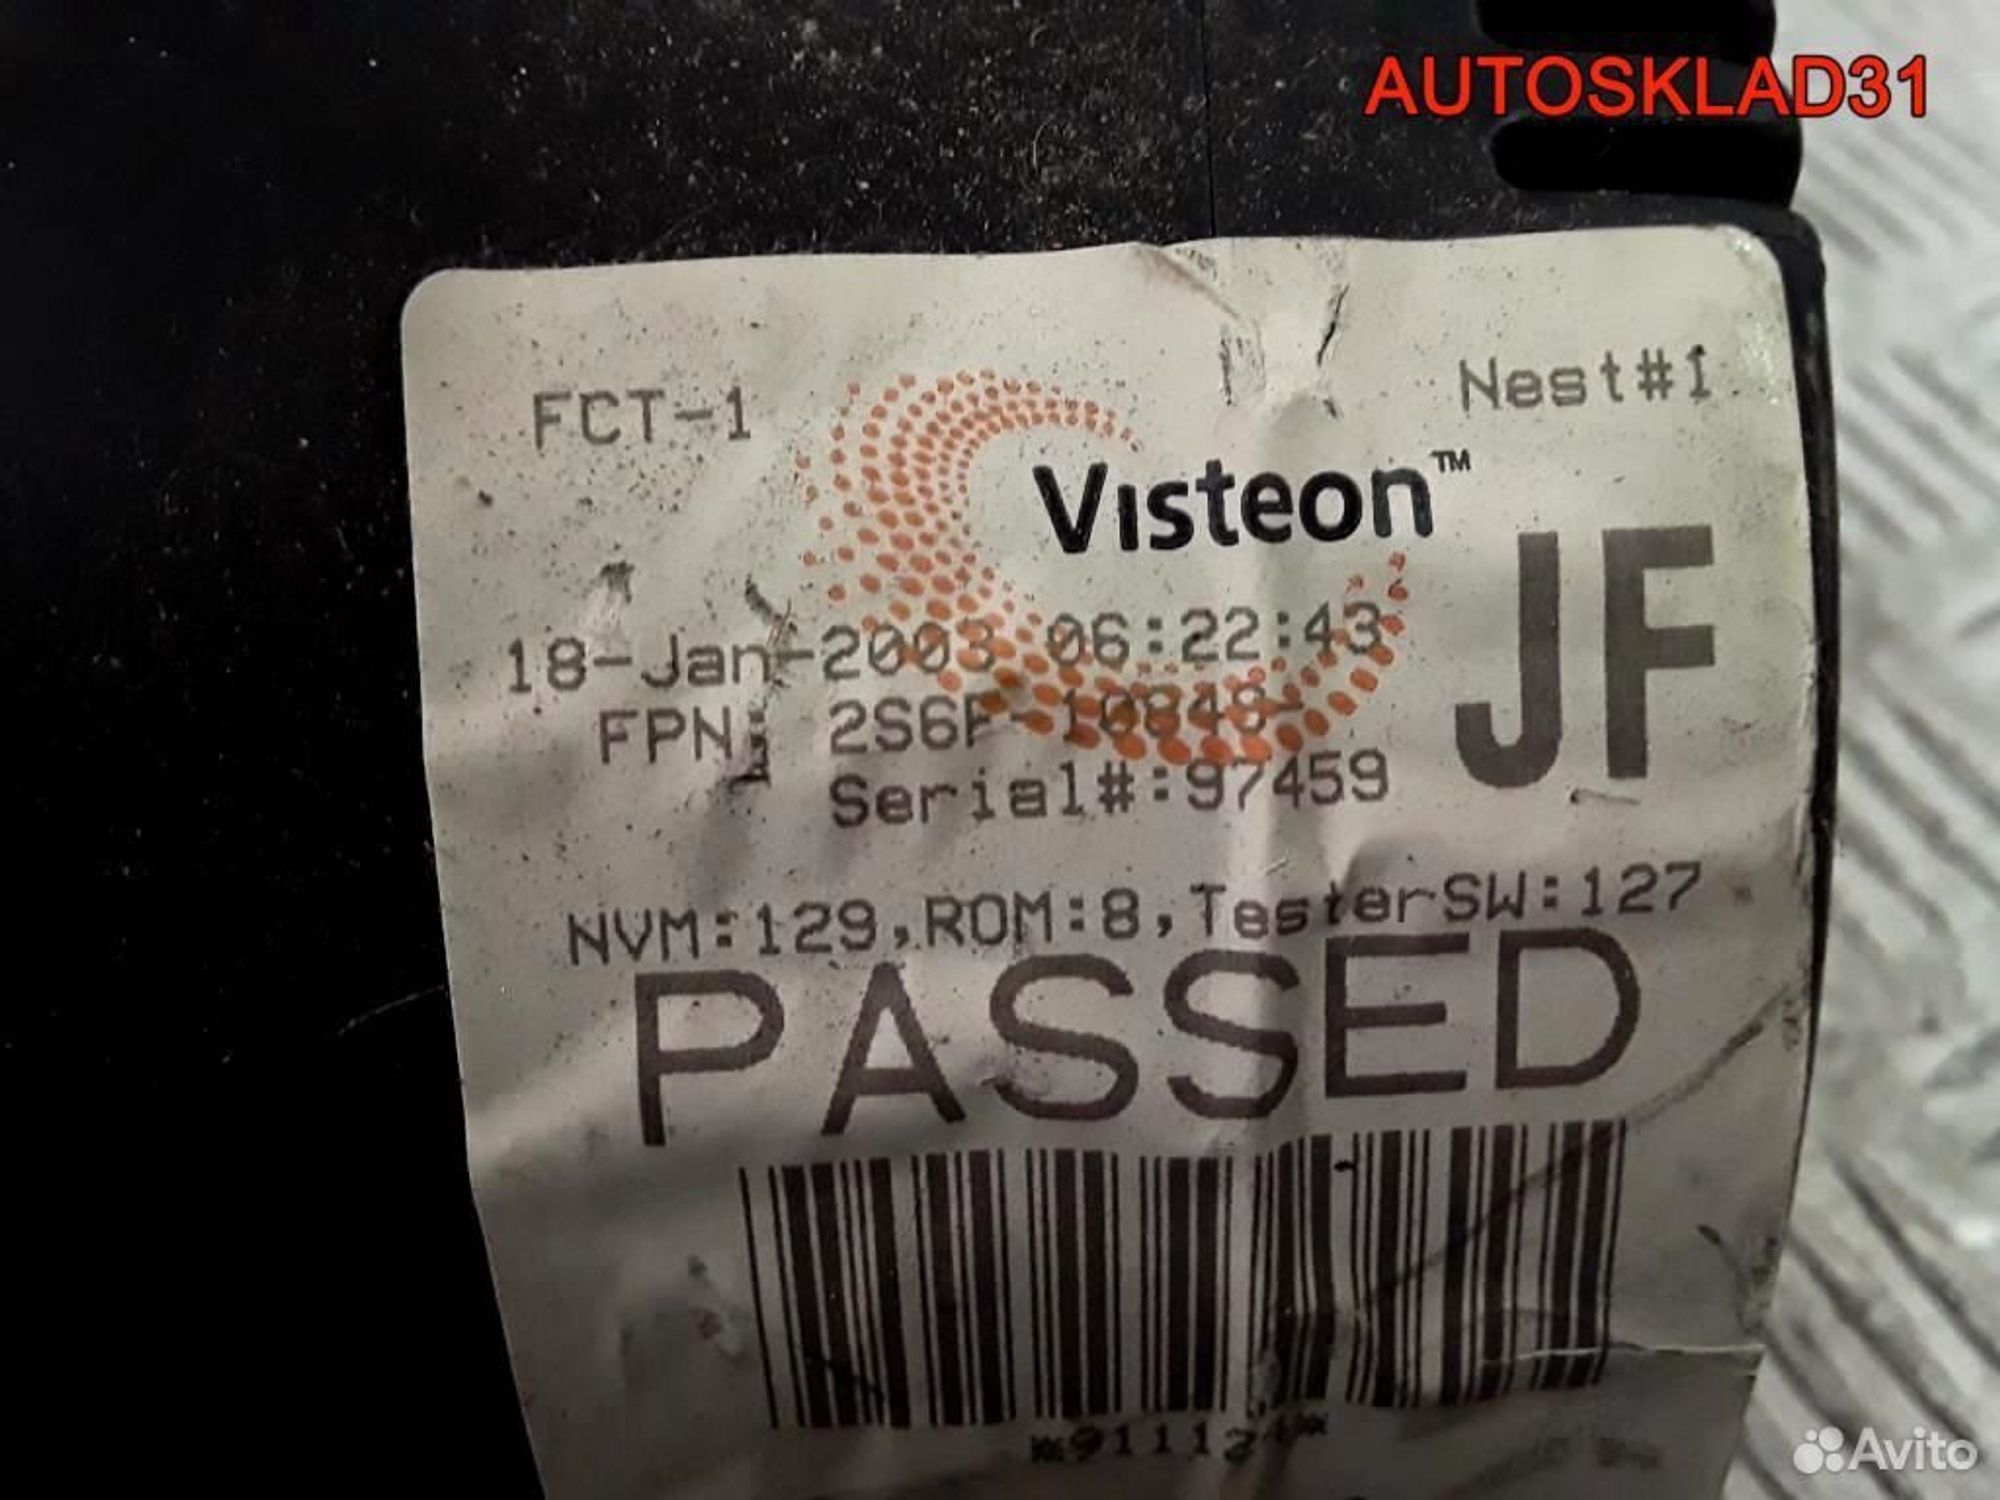 AUTOSKLAD31
FCT-1
Nest#1
Visteon™
JF
18-Jan-2003 06:22:43
FPN: 2S6F-10849-
Serial#:97459
NVM:129,ROM:8,TesterSW:127
PASSED
Avito